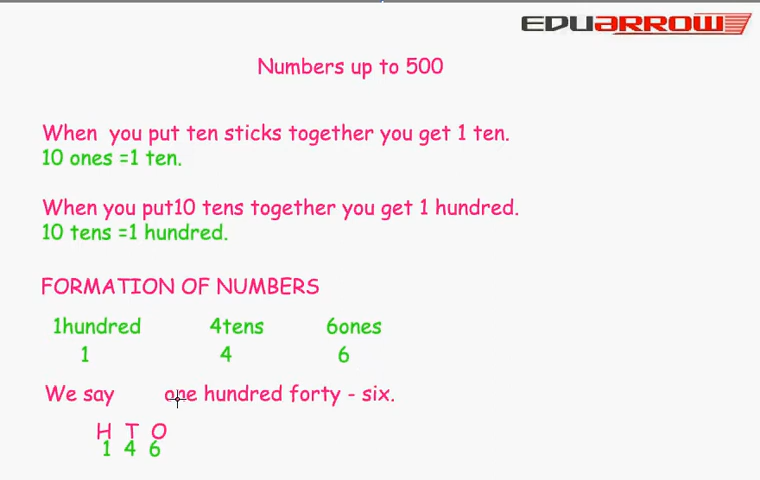 EDUARROW
Numbers up to 500
When you put ten sticks together you get 1 ten.
10 ones =1 ten.
When you put10 tens together you get 1 hundred.
10 tens =1 hundred.
FORMATION OF NUMBERS
1hundred 4tens 6ones
1 4 6
We say one hundred forty - six.
H T O
1 4 6